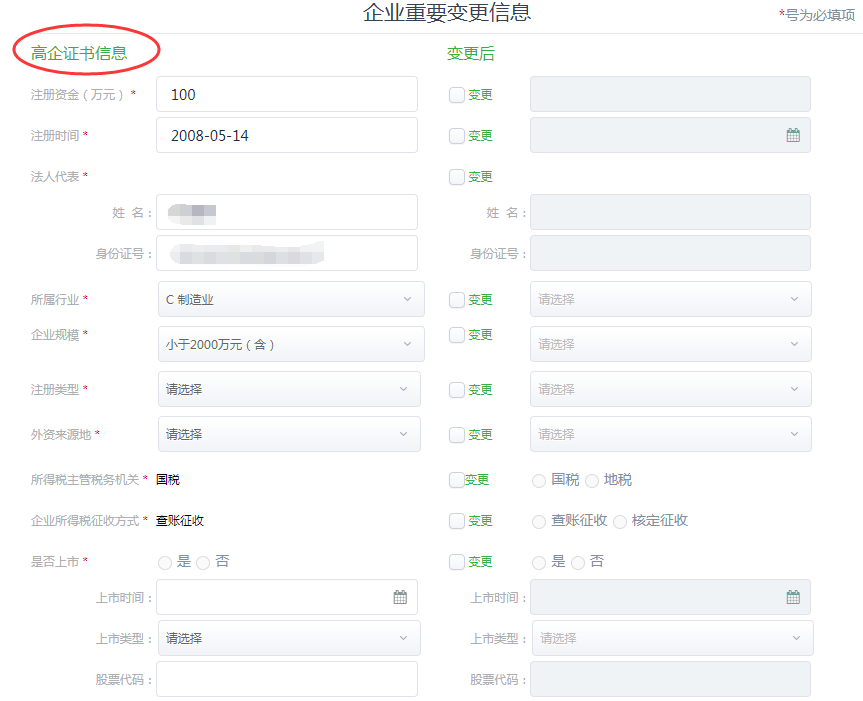 企业重要变更信息
*号为必填项
高企证书信息 变更后
注册资金（万元）* 100 变更
注册时间 * 2008-05-14 变更
法人代表 * 变更
姓 名： 姓 名：
身份证号： 身份证号：
所属行业 * C 制造业 变更 请选择
企业规模 * 小于2000万元（含） 变更 请选择
注册类型 * 请选择 变更 请选择
外资来源地 * 请选择 变更 请选择
所得税主管税务机关 * 国税 变更 国税 地税
企业所得税征收方式 * 查账征收 变更 查账征收 核定征收
是否上市 * 是 否 变更 是 否
上市时间： 上市时间：
上市类型： 请选择 上市类型： 请选择
股票代码： 股票代码：